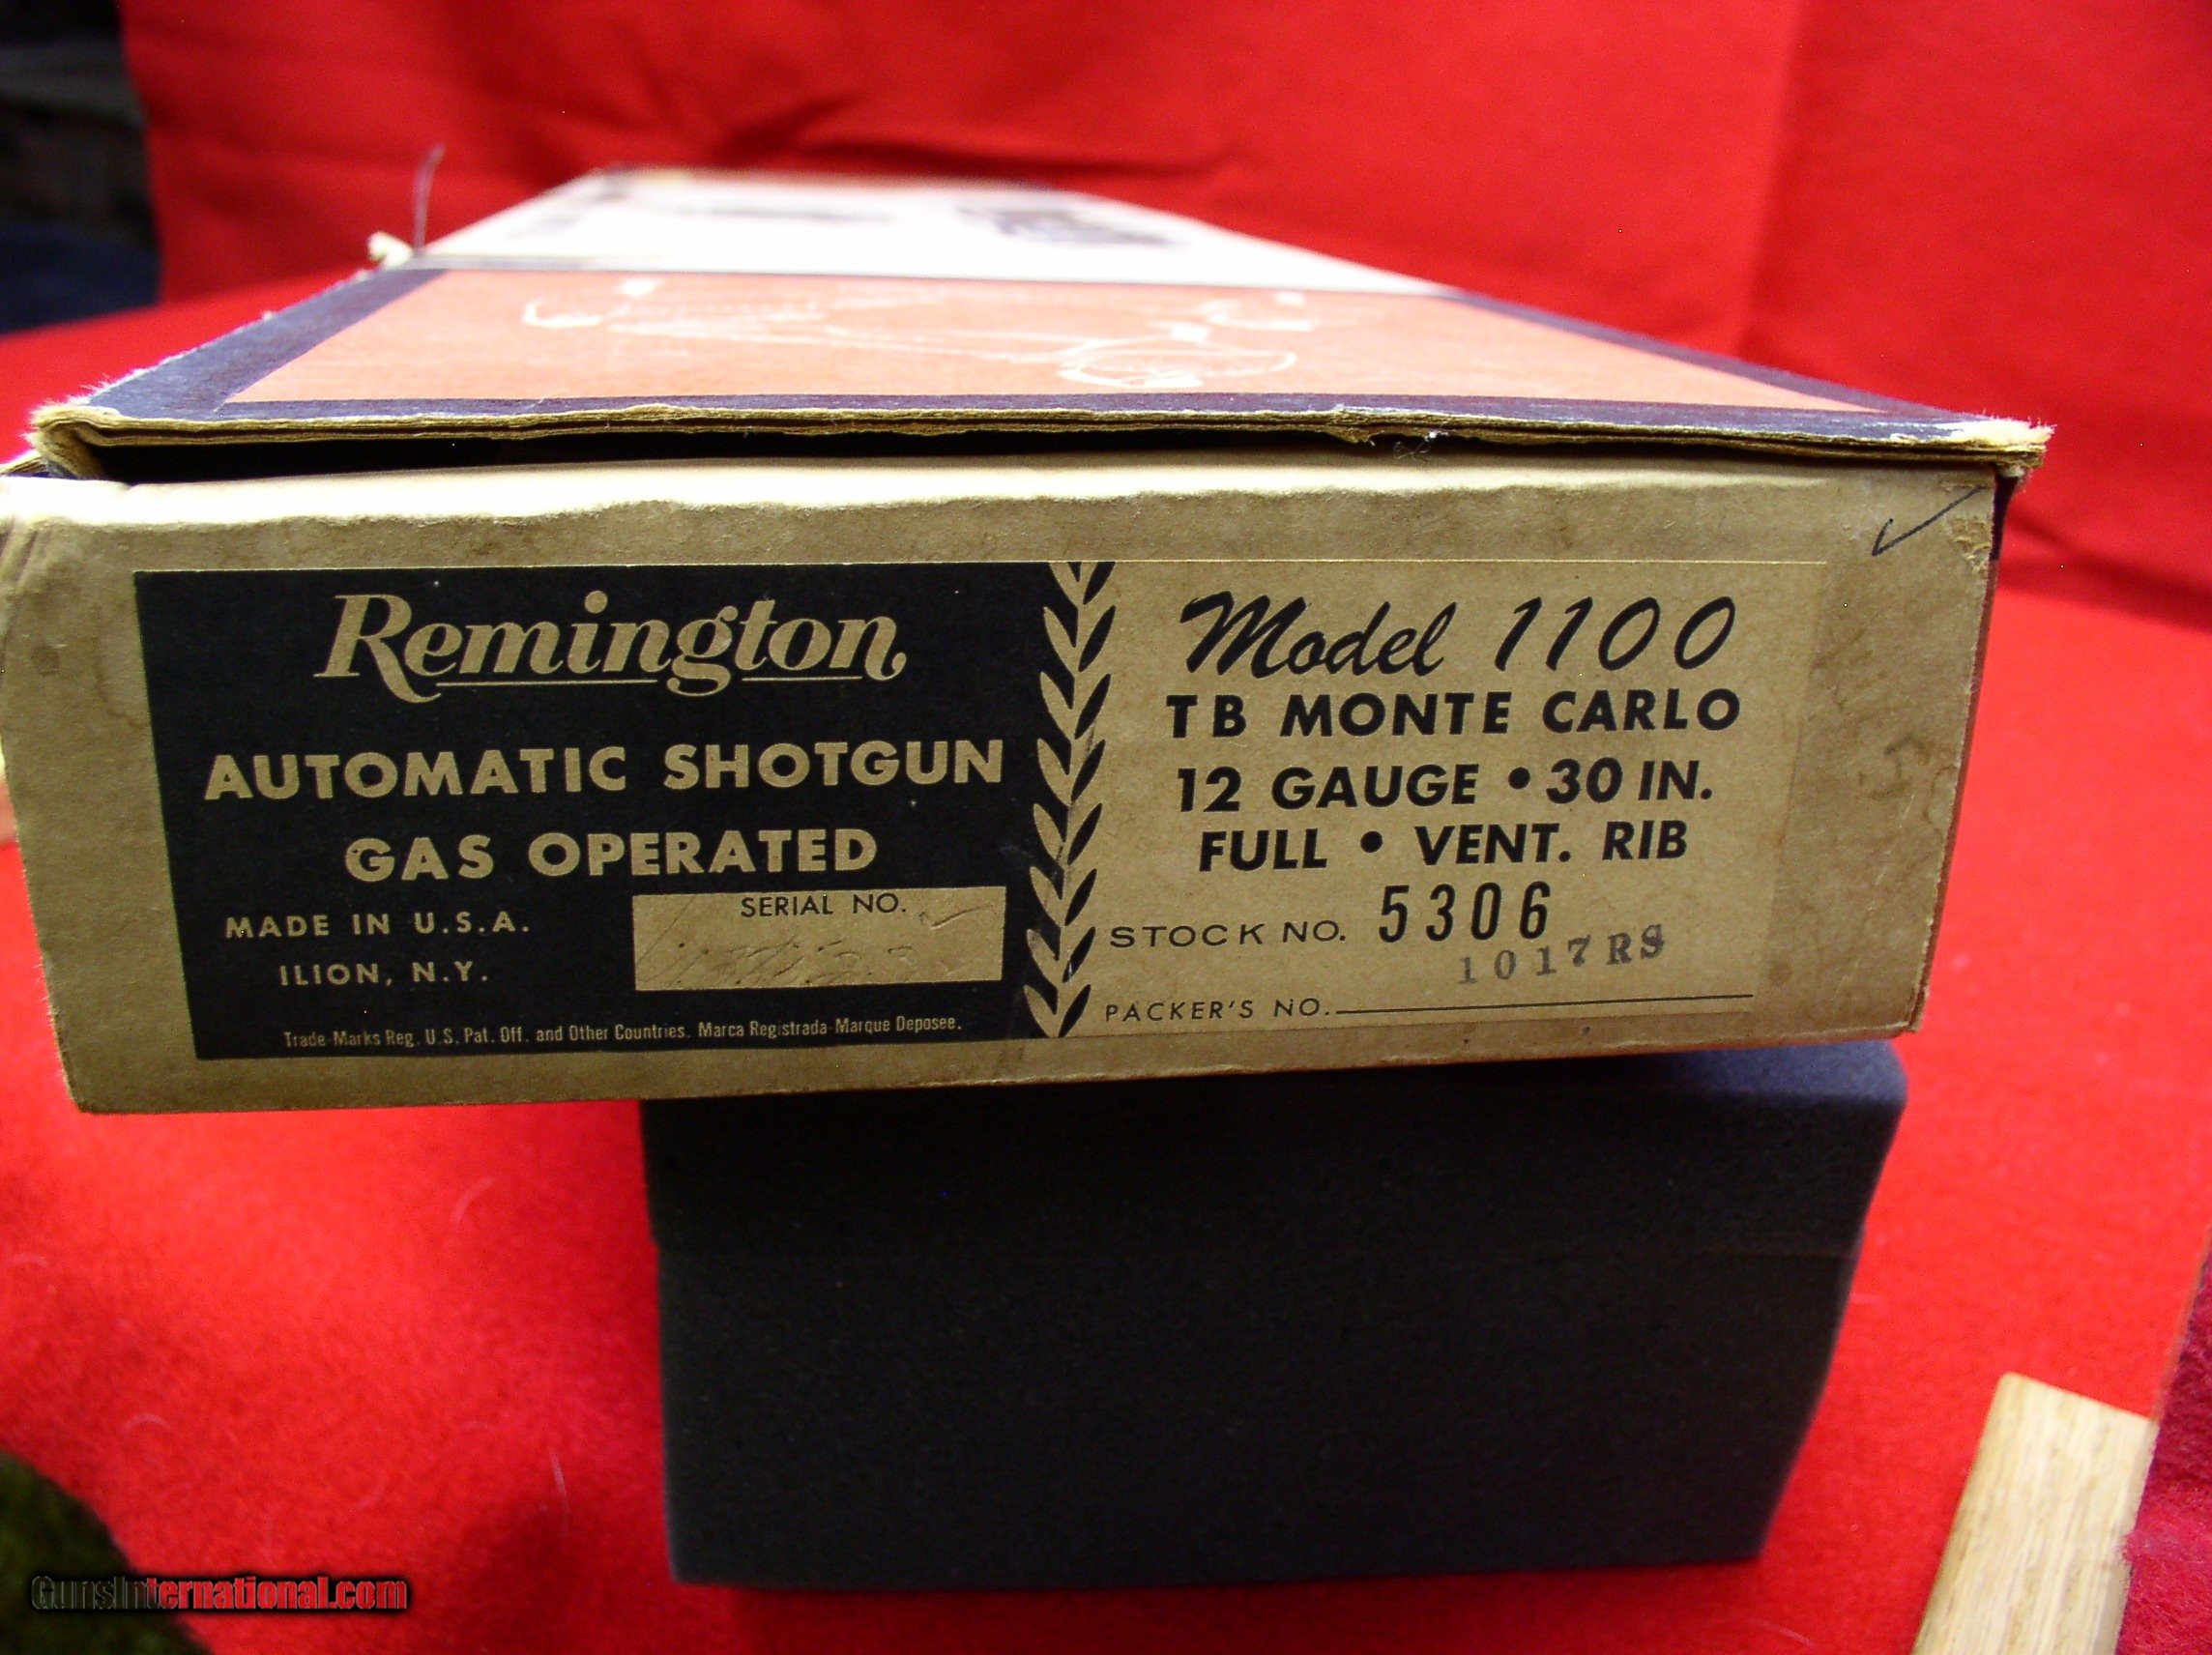 Remington
AUTOMATIC SHOTGUN
GAS OPERATED
MADE IN U.S.A.
ILION, N.Y.
SERIAL NO.
Trade-Marks Reg. U.S. Pat. Off. and Other Countries. Marca Registrada-Marque Deposee.
Model 1100
TB MONTE CARLO
12 GAUGE • 30 IN.
FULL • VENT. RIB
STOCK NO. 5306
1017RS
PACKER'S NO.
GunsInternational.com